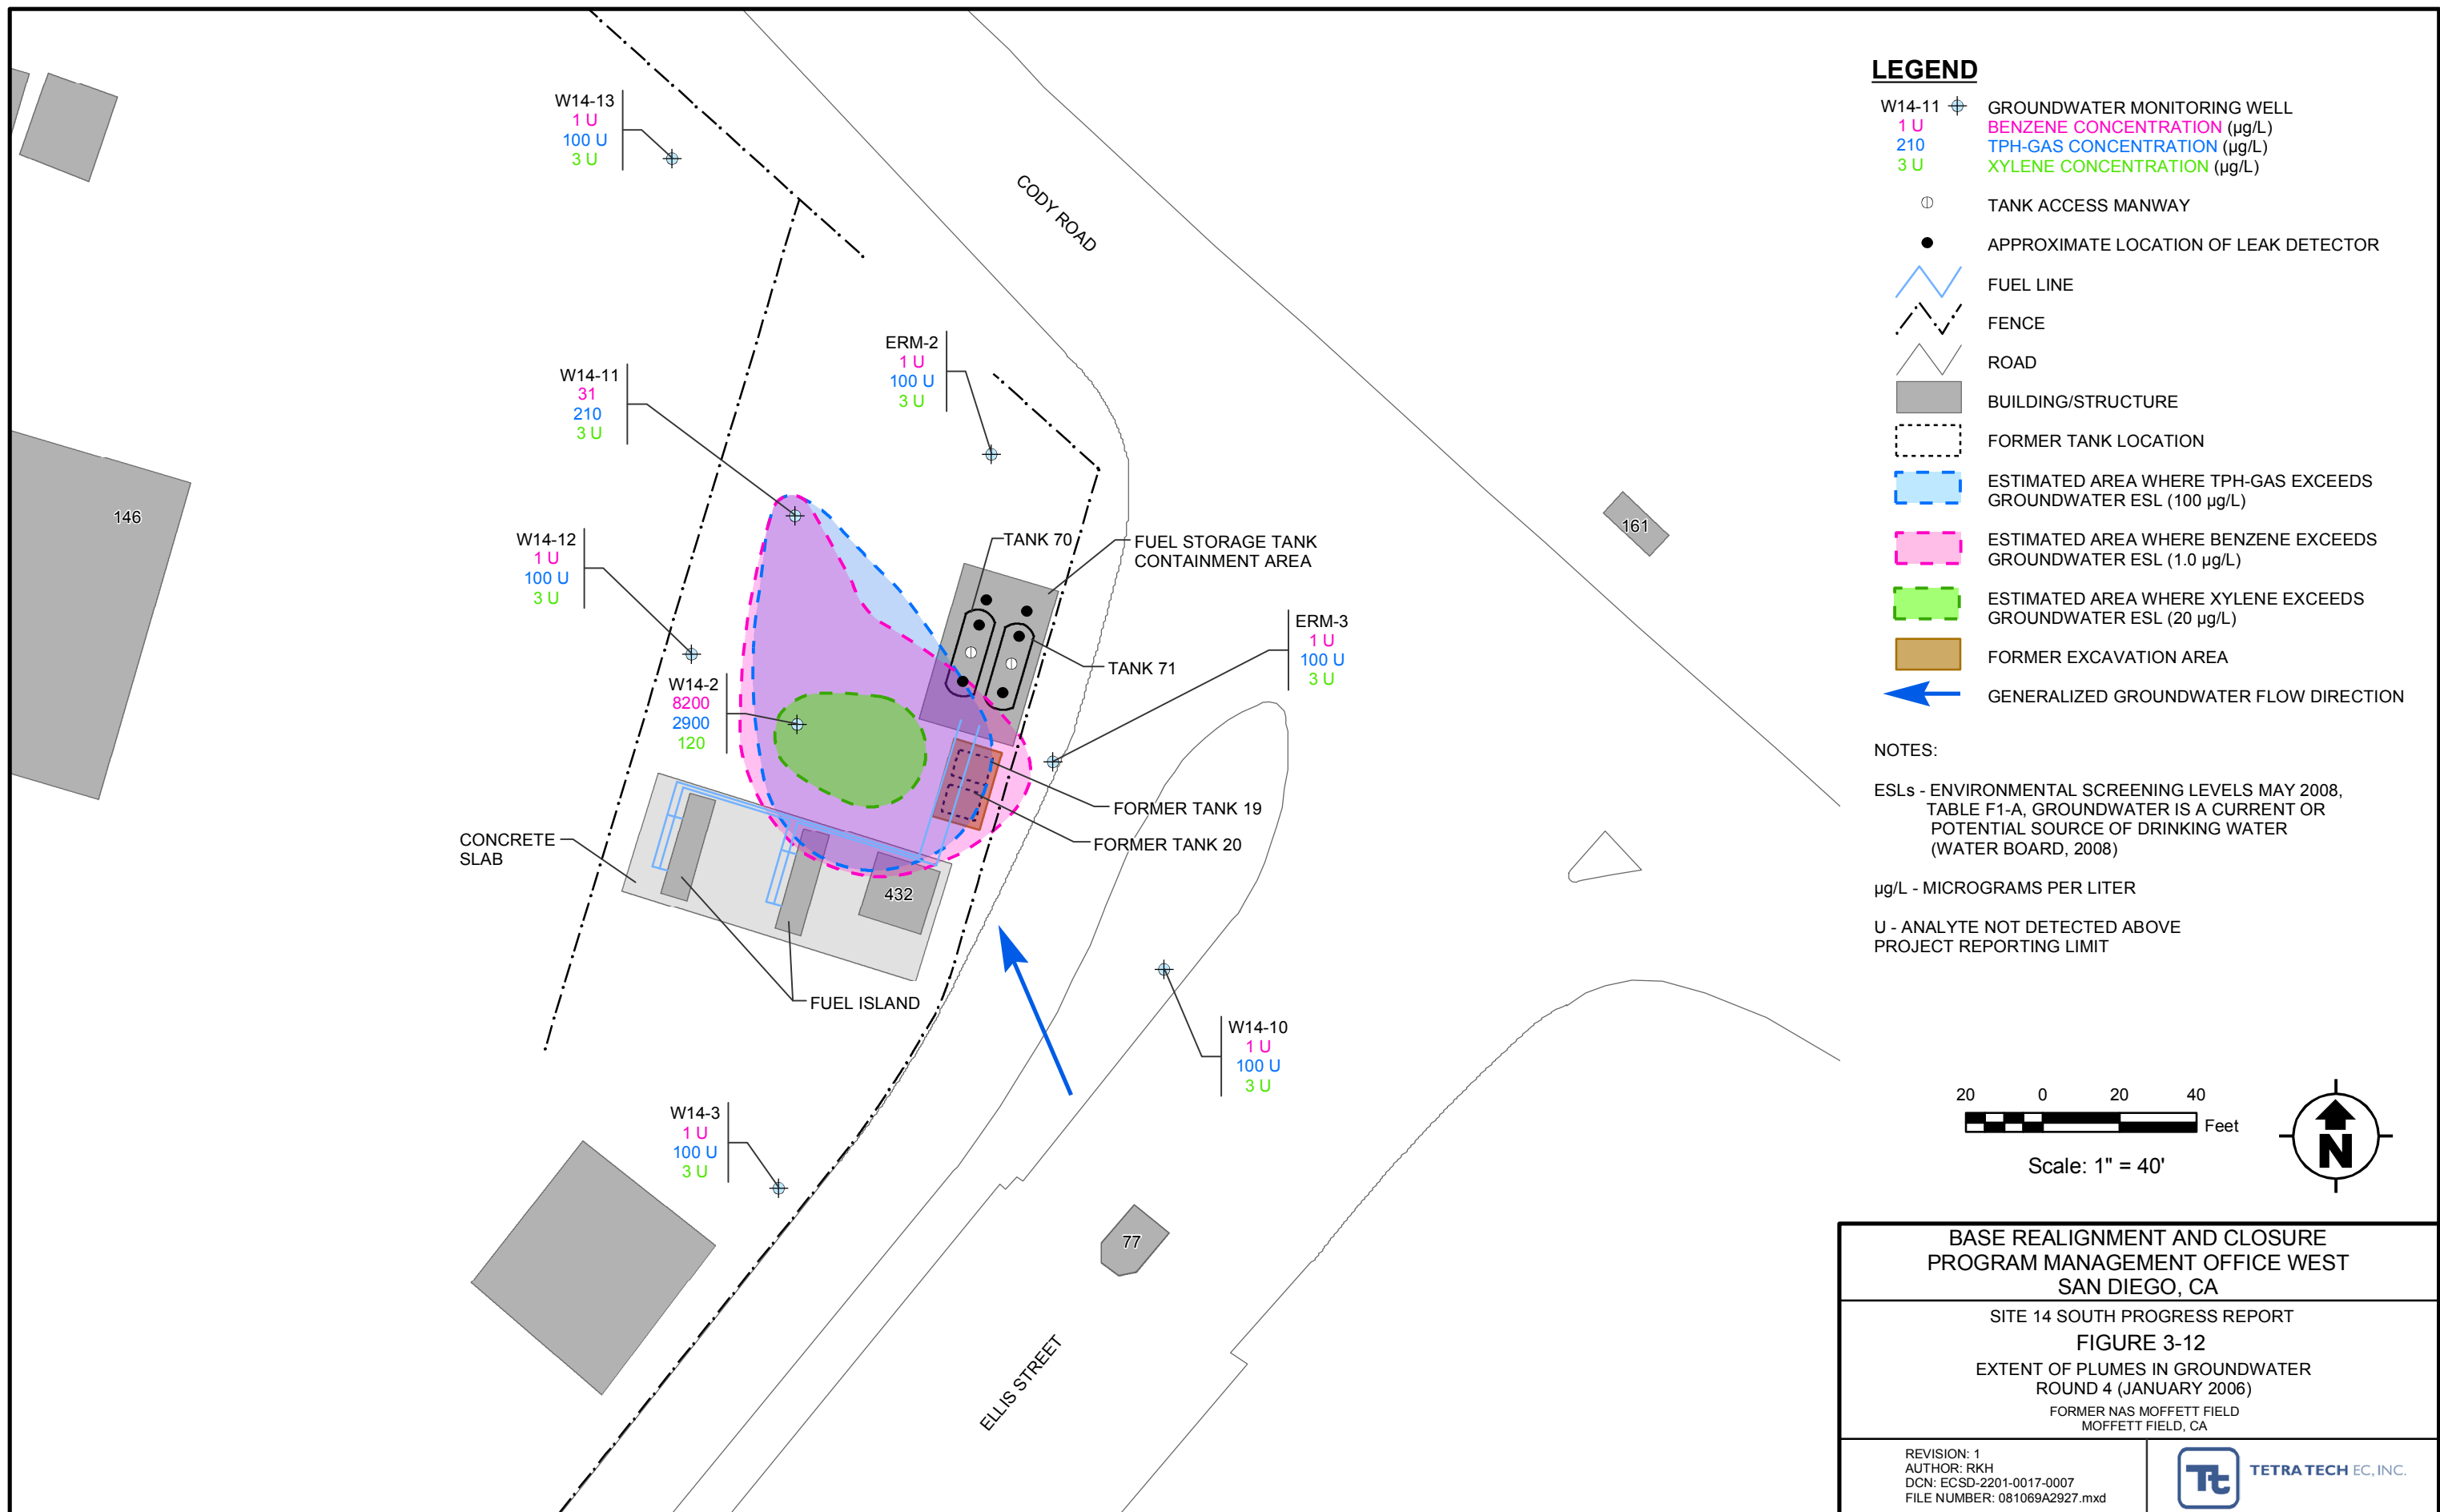 W14-13
1 U
100 U
3 U
CODY ROAD
ERM-2
1 U
100 U
3 U
W14-11
31
210
3 U
146
W14-12
1 U
100 U
3 U
TANK 70
FUEL STORAGE TANK
CONTAINMENT AREA
161
ERM-3
1 U
100 U
3 U
TANK 71
W14-2
8200
2900
120
FORMER TANK 19
FORMER TANK 20
CONCRETE
SLAB
432
FUEL ISLAND
W14-10
1 U
100 U
3 U
W14-3
1 U
100 U
3 U
77
ELLIS STREET
LEGEND
W14-11 GROUNDWATER MONITORING WELL
1 U BENZENE CONCENTRATION (µg/L)
210 TPH-GAS CONCENTRATION (µg/L)
3 U XYLENE CONCENTRATION (µg/L)
TANK ACCESS MANWAY
APPROXIMATE LOCATION OF LEAK DETECTOR
FUEL LINE
FENCE
ROAD
BUILDING/STRUCTURE
FORMER TANK LOCATION
ESTIMATED AREA WHERE TPH-GAS EXCEEDS
GROUNDWATER ESL (100 µg/L)
ESTIMATED AREA WHERE BENZENE EXCEEDS
GROUNDWATER ESL (1.0 µg/L)
ESTIMATED AREA WHERE XYLENE EXCEEDS
GROUNDWATER ESL (20 µg/L)
FORMER EXCAVATION AREA
GENERALIZED GROUNDWATER FLOW DIRECTION
NOTES:
ESLs - ENVIRONMENTAL SCREENING LEVELS MAY 2008,
TABLE F1-A, GROUNDWATER IS A CURRENT OR
POTENTIAL SOURCE OF DRINKING WATER
(WATER BOARD, 2008)
µg/L - MICROGRAMS PER LITER
U - ANALYTE NOT DETECTED ABOVE
PROJECT REPORTING LIMIT
20 0 20 40
Feet
Scale: 1" = 40'
N
BASE REALIGNMENT AND CLOSURE
PROGRAM MANAGEMENT OFFICE WEST
SAN DIEGO, CA
SITE 14 SOUTH PROGRESS REPORT
FIGURE 3-12
EXTENT OF PLUMES IN GROUNDWATER
ROUND 4 (JANUARY 2006)
FORMER NAS MOFFETT FIELD
MOFFETT FIELD, CA
REVISION: 1
AUTHOR: RKH
DCN: ECSD-2201-0017-0007
FILE NUMBER: 081069A2927.mxd
Tt
TETRA TECH EC, INC.